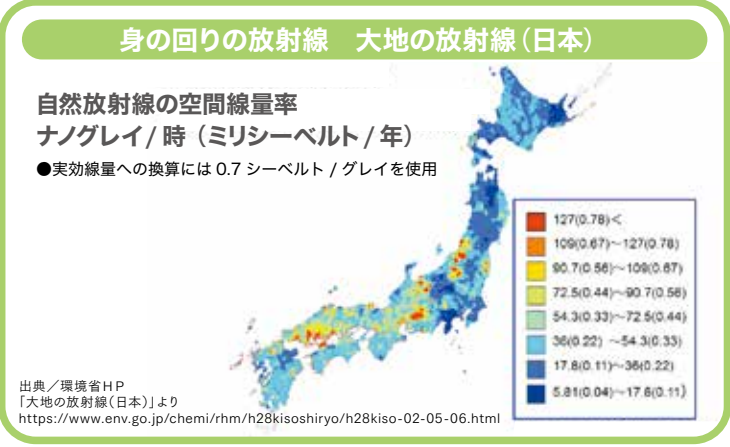 身の回りの放射線　大地の放射線（日本）
自然放射線の空間線量率
ナノグレイ/時（ミリシーベルト/年）
●実効線量への換算には0.7シーベルト/グレイを使用
127(0.78)<
109(0.67)～127(0.78)
90.7(0.56)～109(0.67)
72.5(0.44)～90.7(0.56)
54.3(0.33)～72.5(0.44)
36(0.22) ～54.3(0.33)
17.8(0.11)～36(0.22)
5.81(0.04)～17.8(0.11)
出典／環境省HP
「大地の放射線(日本)」より
https://www.env.go.jp/chemi/rhm/h28kisoshiryo/h28kiso-02-05-06.html